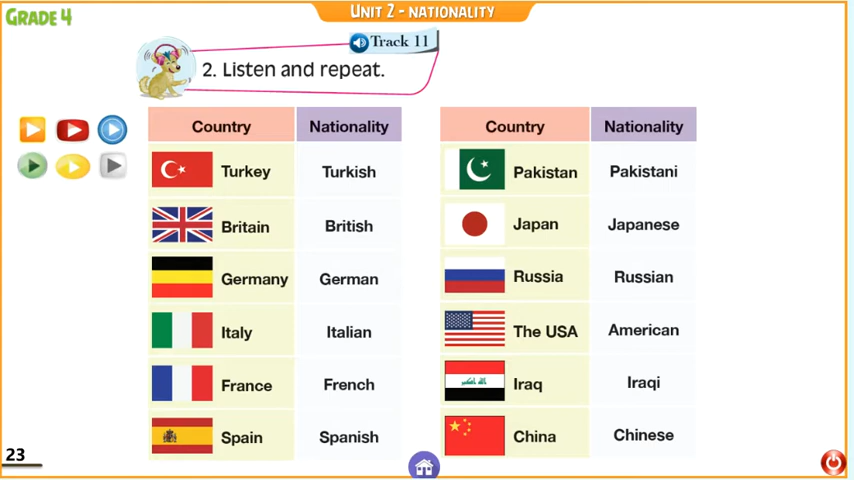 GRADE 4
UNIT 2 - NATIONALITY
Track 11
2. Listen and repeat.
Country Nationality
Turkey Turkish
Britain British
Germany German
Italy Italian
France French
Spain Spanish
Country Nationality
Pakistan Pakistani
Japan Japanese
Russia Russian
The USA American
Iraq Iraqi
China Chinese
23